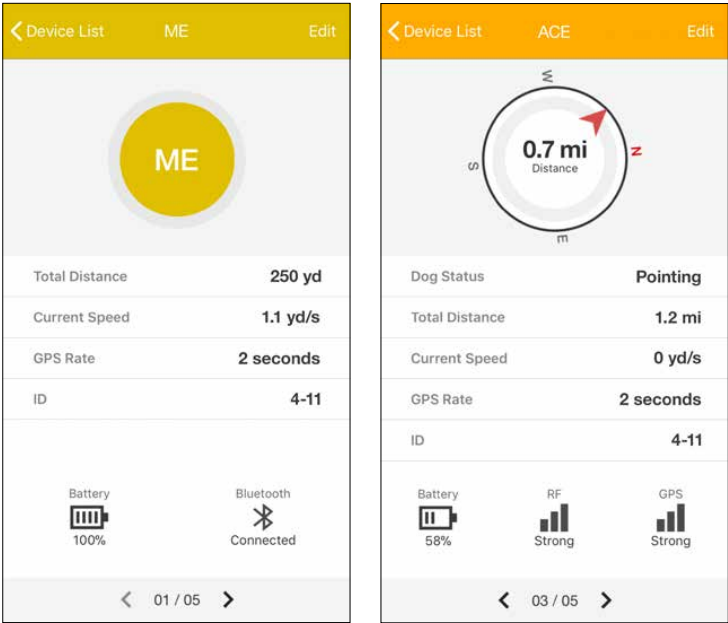 Device List ME Edit
ME
Total Distance 250 yd
Current Speed 1.1 yd/s
GPS Rate 2 seconds
ID 4-11
Battery Bluetooth
100% Connected
01 / 05
Device List ACE Edit
W
0.7 mi
Distance
N
S
E
Dog Status Pointing
Total Distance 1.2 mi
Current Speed 0 yd/s
GPS Rate 2 seconds
ID 4-11
Battery RF GPS
58% Strong Strong
03 / 05